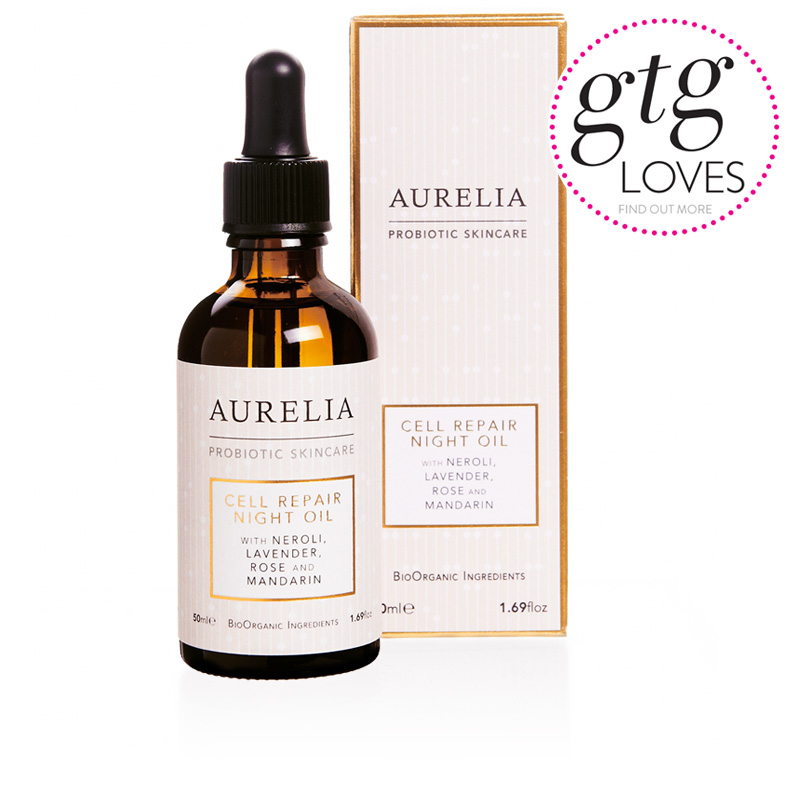 gtg
LOVES
FIND OUT MORE
AURELIA
PROBIOTIC SKINCARE
CELL REPAIR
NIGHT OIL
WITH NEROLI,
LAVENDER,
ROSE AND
MANDARIN
BIOORGANIC INGREDIENTS
0ml℮ 1.69floz
AURELIA
PROBIOTIC SKINCARE
CELL REPAIR
NIGHT OIL
WITH NEROLI,
LAVENDER,
ROSE AND
MANDARIN
50ml℮ BIOORGANIC INGREDIENTS 1.69floz